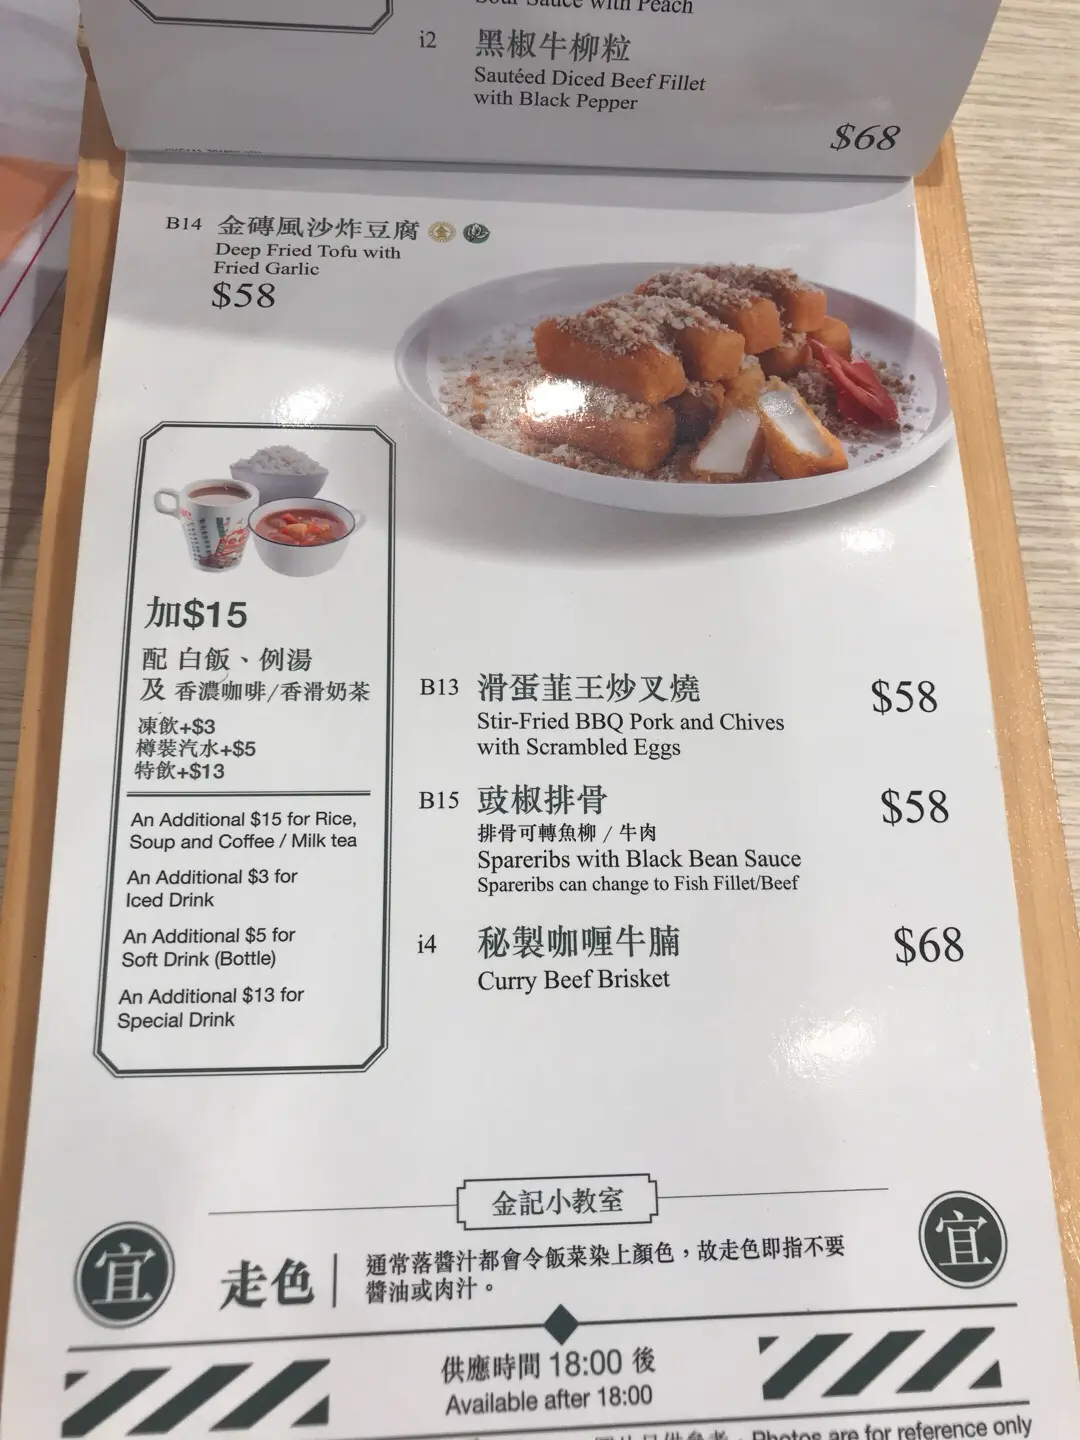 Sour Sauce with Peach
i2 黑椒牛柳粒
Sautéed Diced Beef Fillet
with Black Pepper
$68
B14 金磚風沙炸豆腐
Deep Fried Tofu with
Fried Garlic
$58
加$15
配 白飯、例湯
及 香濃咖啡/香滑奶茶
凍飲+$3
樽裝汽水+$5
特飲+$13
An Additional $15 for Rice,
Soup and Coffee / Milk tea
An Additional $3 for
Iced Drink
An Additional $5 for
Soft Drink (Bottle)
An Additional $13 for
Special Drink
B13 滑蛋韮王炒叉燒 $58
Stir-Fried BBQ Pork and Chives
with Scrambled Eggs
B15 豉椒排骨 $58
排骨可轉魚柳 / 牛肉
Spareribs with Black Bean Sauce
Spareribs can change to Fish Fillet/Beef
i4 秘製咖喱牛腩 $68
Curry Beef Brisket
金記小教室
宜
宜
走色
通常落醬汁都會令飯菜染上顏色，故走色即指不要
醬油或肉汁。
供應時間 18:00 後
Available after 18:00
Photos are for reference only